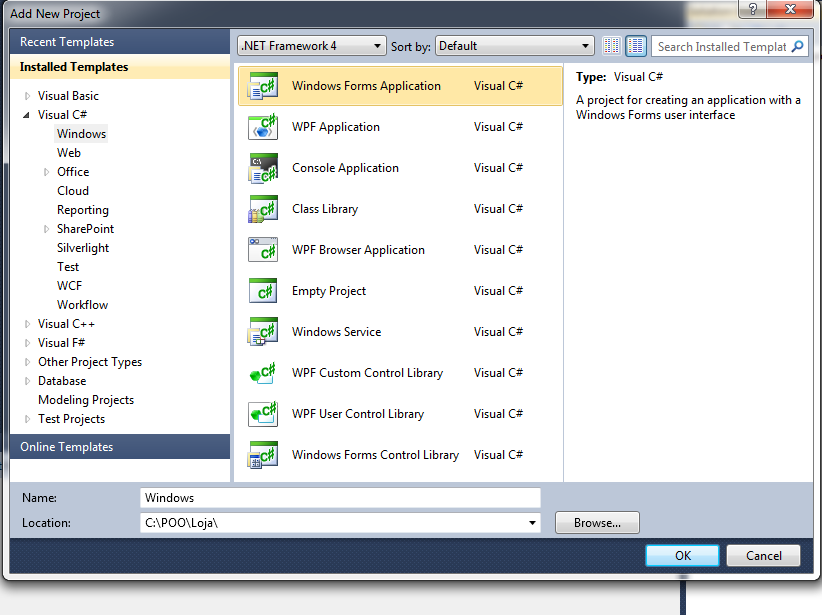 Add New Project
?
Recent Templates
Installed Templates
Visual Basic
Visual C#
Windows
Web
Office
Cloud
Reporting
SharePoint
Silverlight
Test
WCF
Workflow
Visual C++
Visual F#
Other Project Types
Database
Modeling Projects
Test Projects
Online Templates
.NET Framework 4 Sort by: Default Search Installed Templat
Windows Forms Application Visual C#
WPF Application Visual C#
Console Application Visual C#
Class Library Visual C#
WPF Browser Application Visual C#
Empty Project Visual C#
Windows Service Visual C#
WPF Custom Control Library Visual C#
WPF User Control Library Visual C#
Windows Forms Control Library Visual C#
Type: Visual C#
A project for creating an application with a
Windows Forms user interface
Name: Windows
Location: C:\POO\Loja\ Browse...
OK Cancel